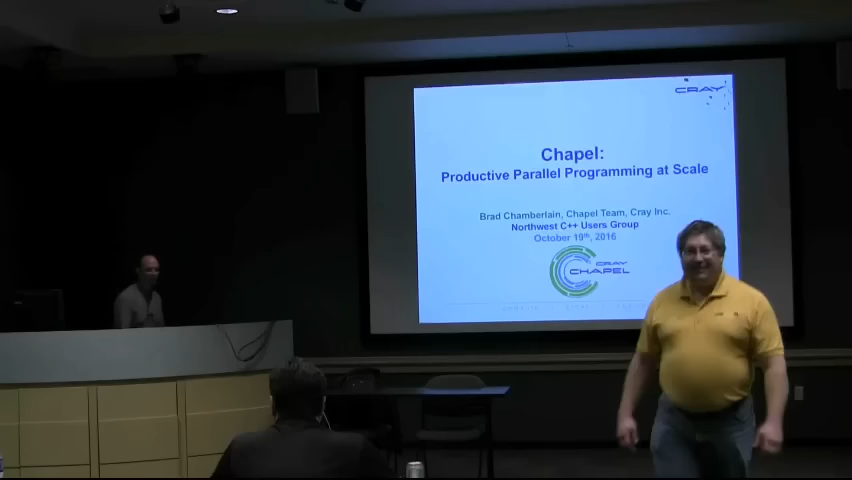 CRAY
Chapel:
Productive Parallel Programming at Scale
Brad Chamberlain, Chapel Team, Cray Inc.
Northwest C++ Users Group
October 19th, 2016
CRAY
CHAPEL